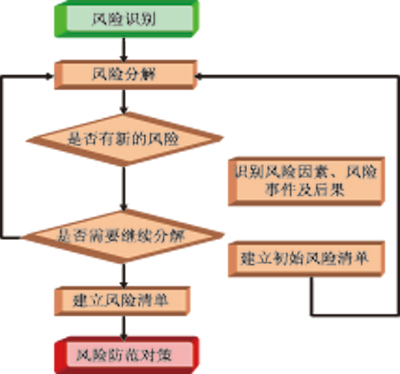 风险识别
风险分解
是否有新的风险
识别风险因素、风险
事件及后果
是否需要继续分解
建立初始风险清单
建立风险清单
风险防范对策